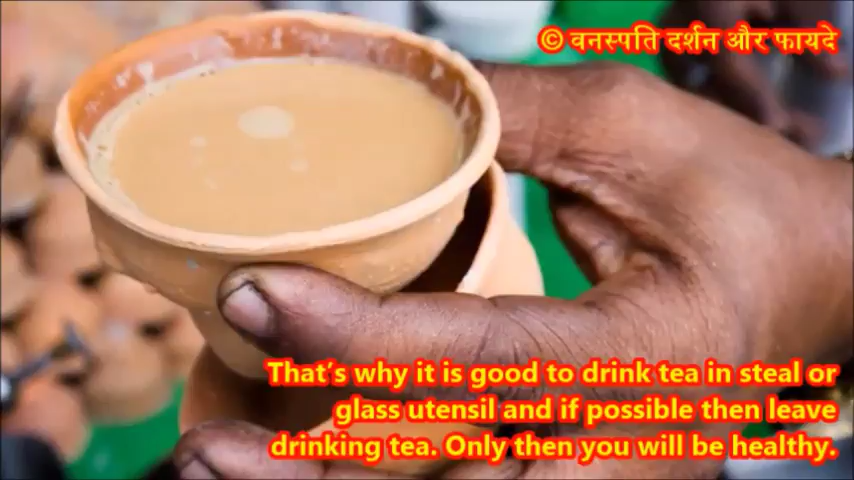 © वनस्पति दर्शन और फायदे
That's why it is good to drink tea in steal or
glass utensil and if possible then leave
drinking tea. Only then you will be healthy.